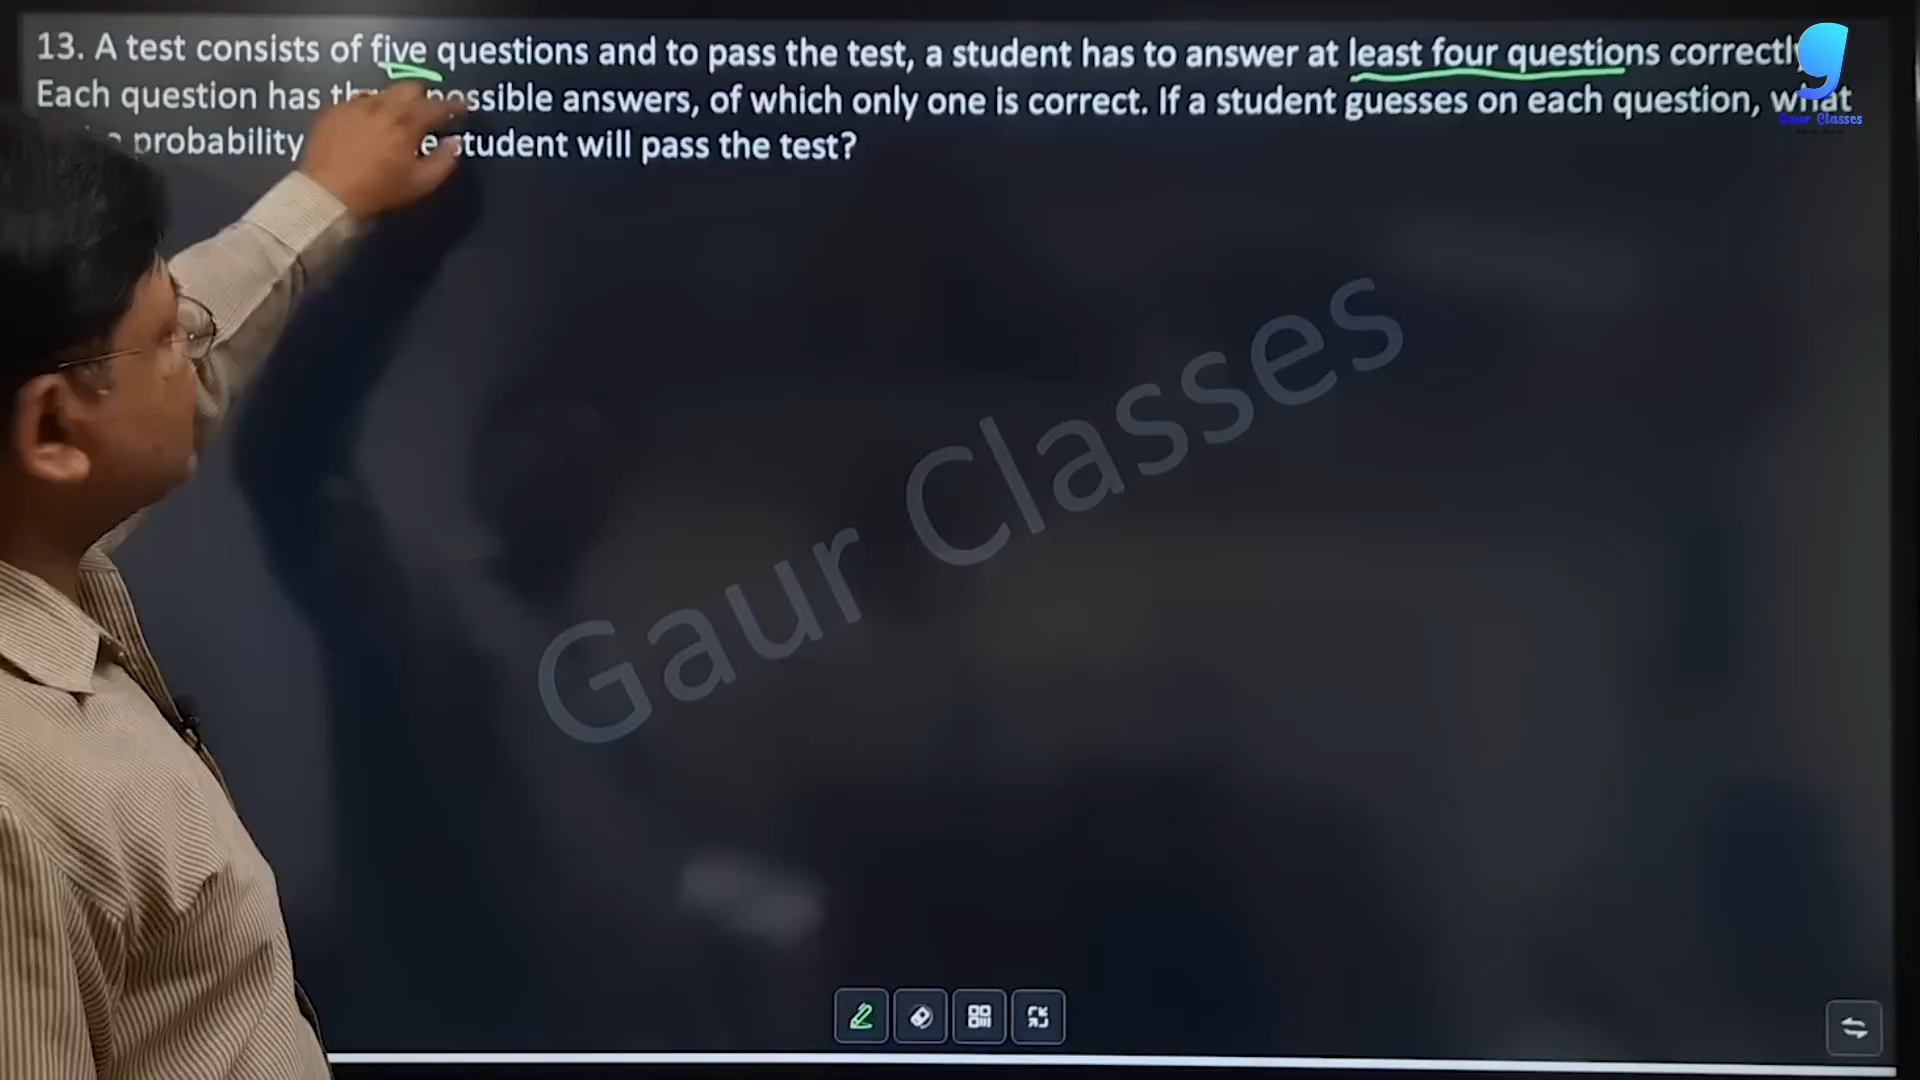 13. A test consists of five questions and to pass the test, a student has to answer at least four questions correctly
Each question has possible answers, of which only one is correct. If a student guesses on each question, what
probability student will pass the test?
Gaur Classes
Gaur Classes